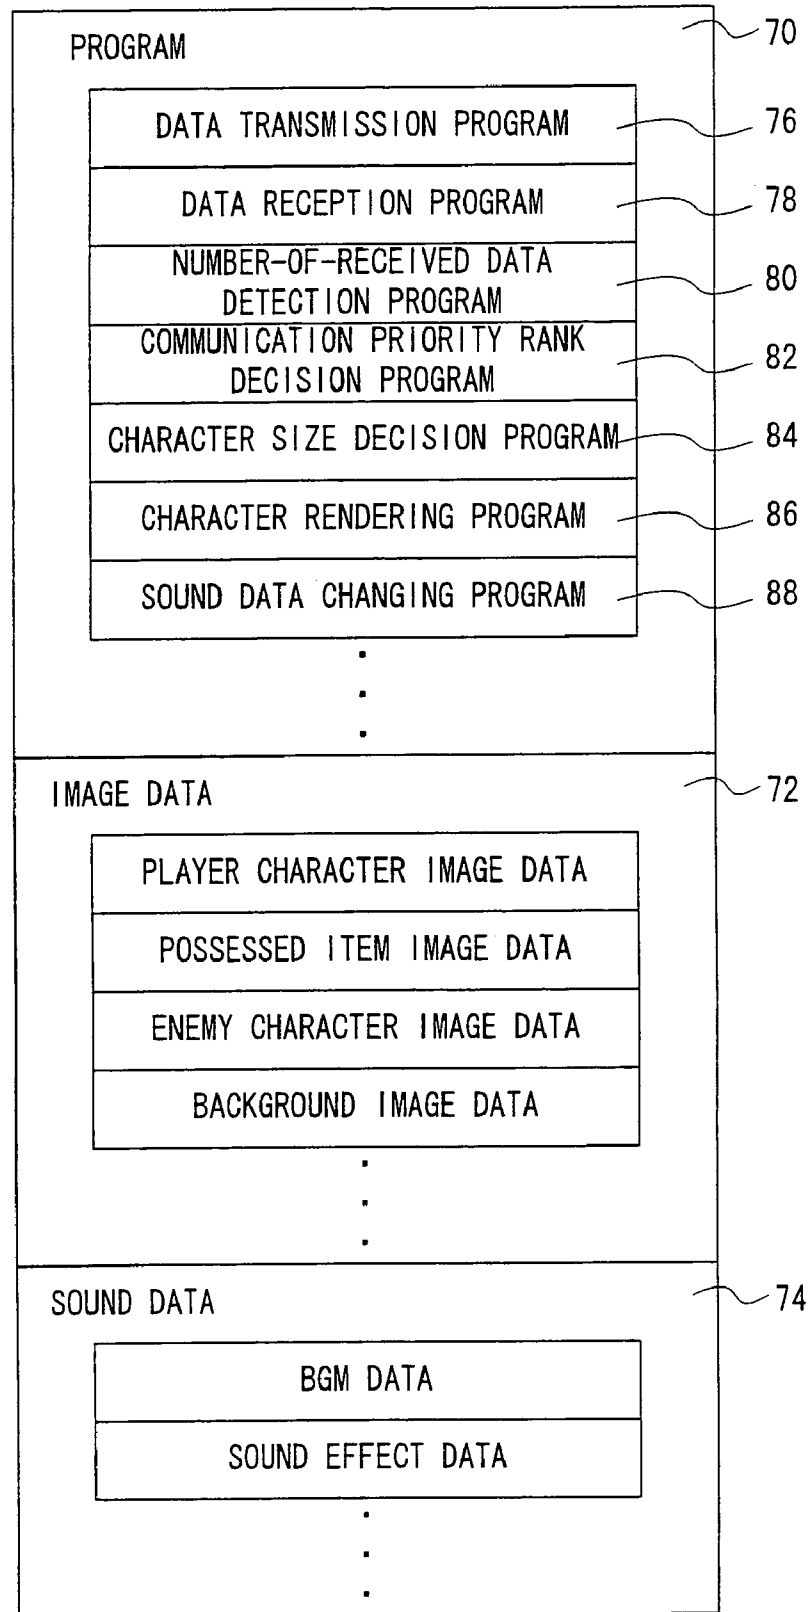 PROGRAM
70
DATA TRANSMISSION PROGRAM
76
DATA RECEPTION PROGRAM
78
NUMBER-OF-RECEIVED DATA
DETECTION PROGRAM
80
COMMUNICATION PRIORITY RANK
DECISION PROGRAM
82
CHARACTER SIZE DECISION PROGRAM
84
CHARACTER RENDERING PROGRAM
86
SOUND DATA CHANGING PROGRAM
88
IMAGE DATA
72
PLAYER CHARACTER IMAGE DATA
POSSESSED ITEM IMAGE DATA
ENEMY CHARACTER IMAGE DATA
BACKGROUND IMAGE DATA
SOUND DATA
74
BGM DATA
SOUND EFFECT DATA